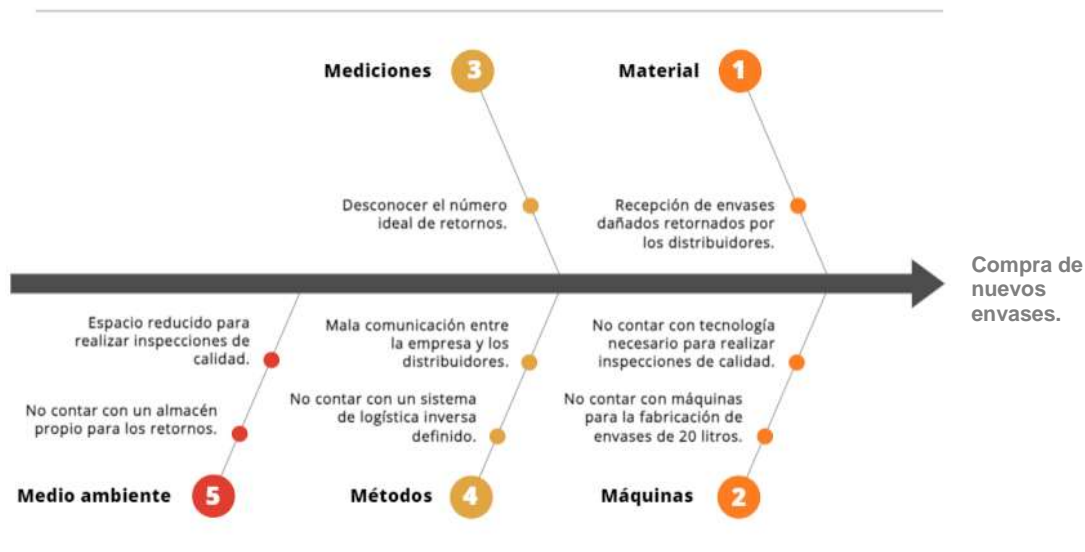 Mediciones
3
Material
1
Desconocer el número
ideal de retornos.
Recepción de envases
dañados retornados por
los distribuidores.
Compra de
nuevos
envases.
Espacio reducido para
realizar inspecciones de
calidad.
No contar con un almacén
propio para los retornos.
Medio ambiente
5
Mala comunicación entre
la empresa y los
distribuidores.
No contar con un sistema
de logística inversa
definido.
Métodos
4
No contar con tecnología
necesario para realizar
inspecciones de calidad.
No contar con máquinas
para la fabricación de
envases de 20 litros.
Máquinas
2